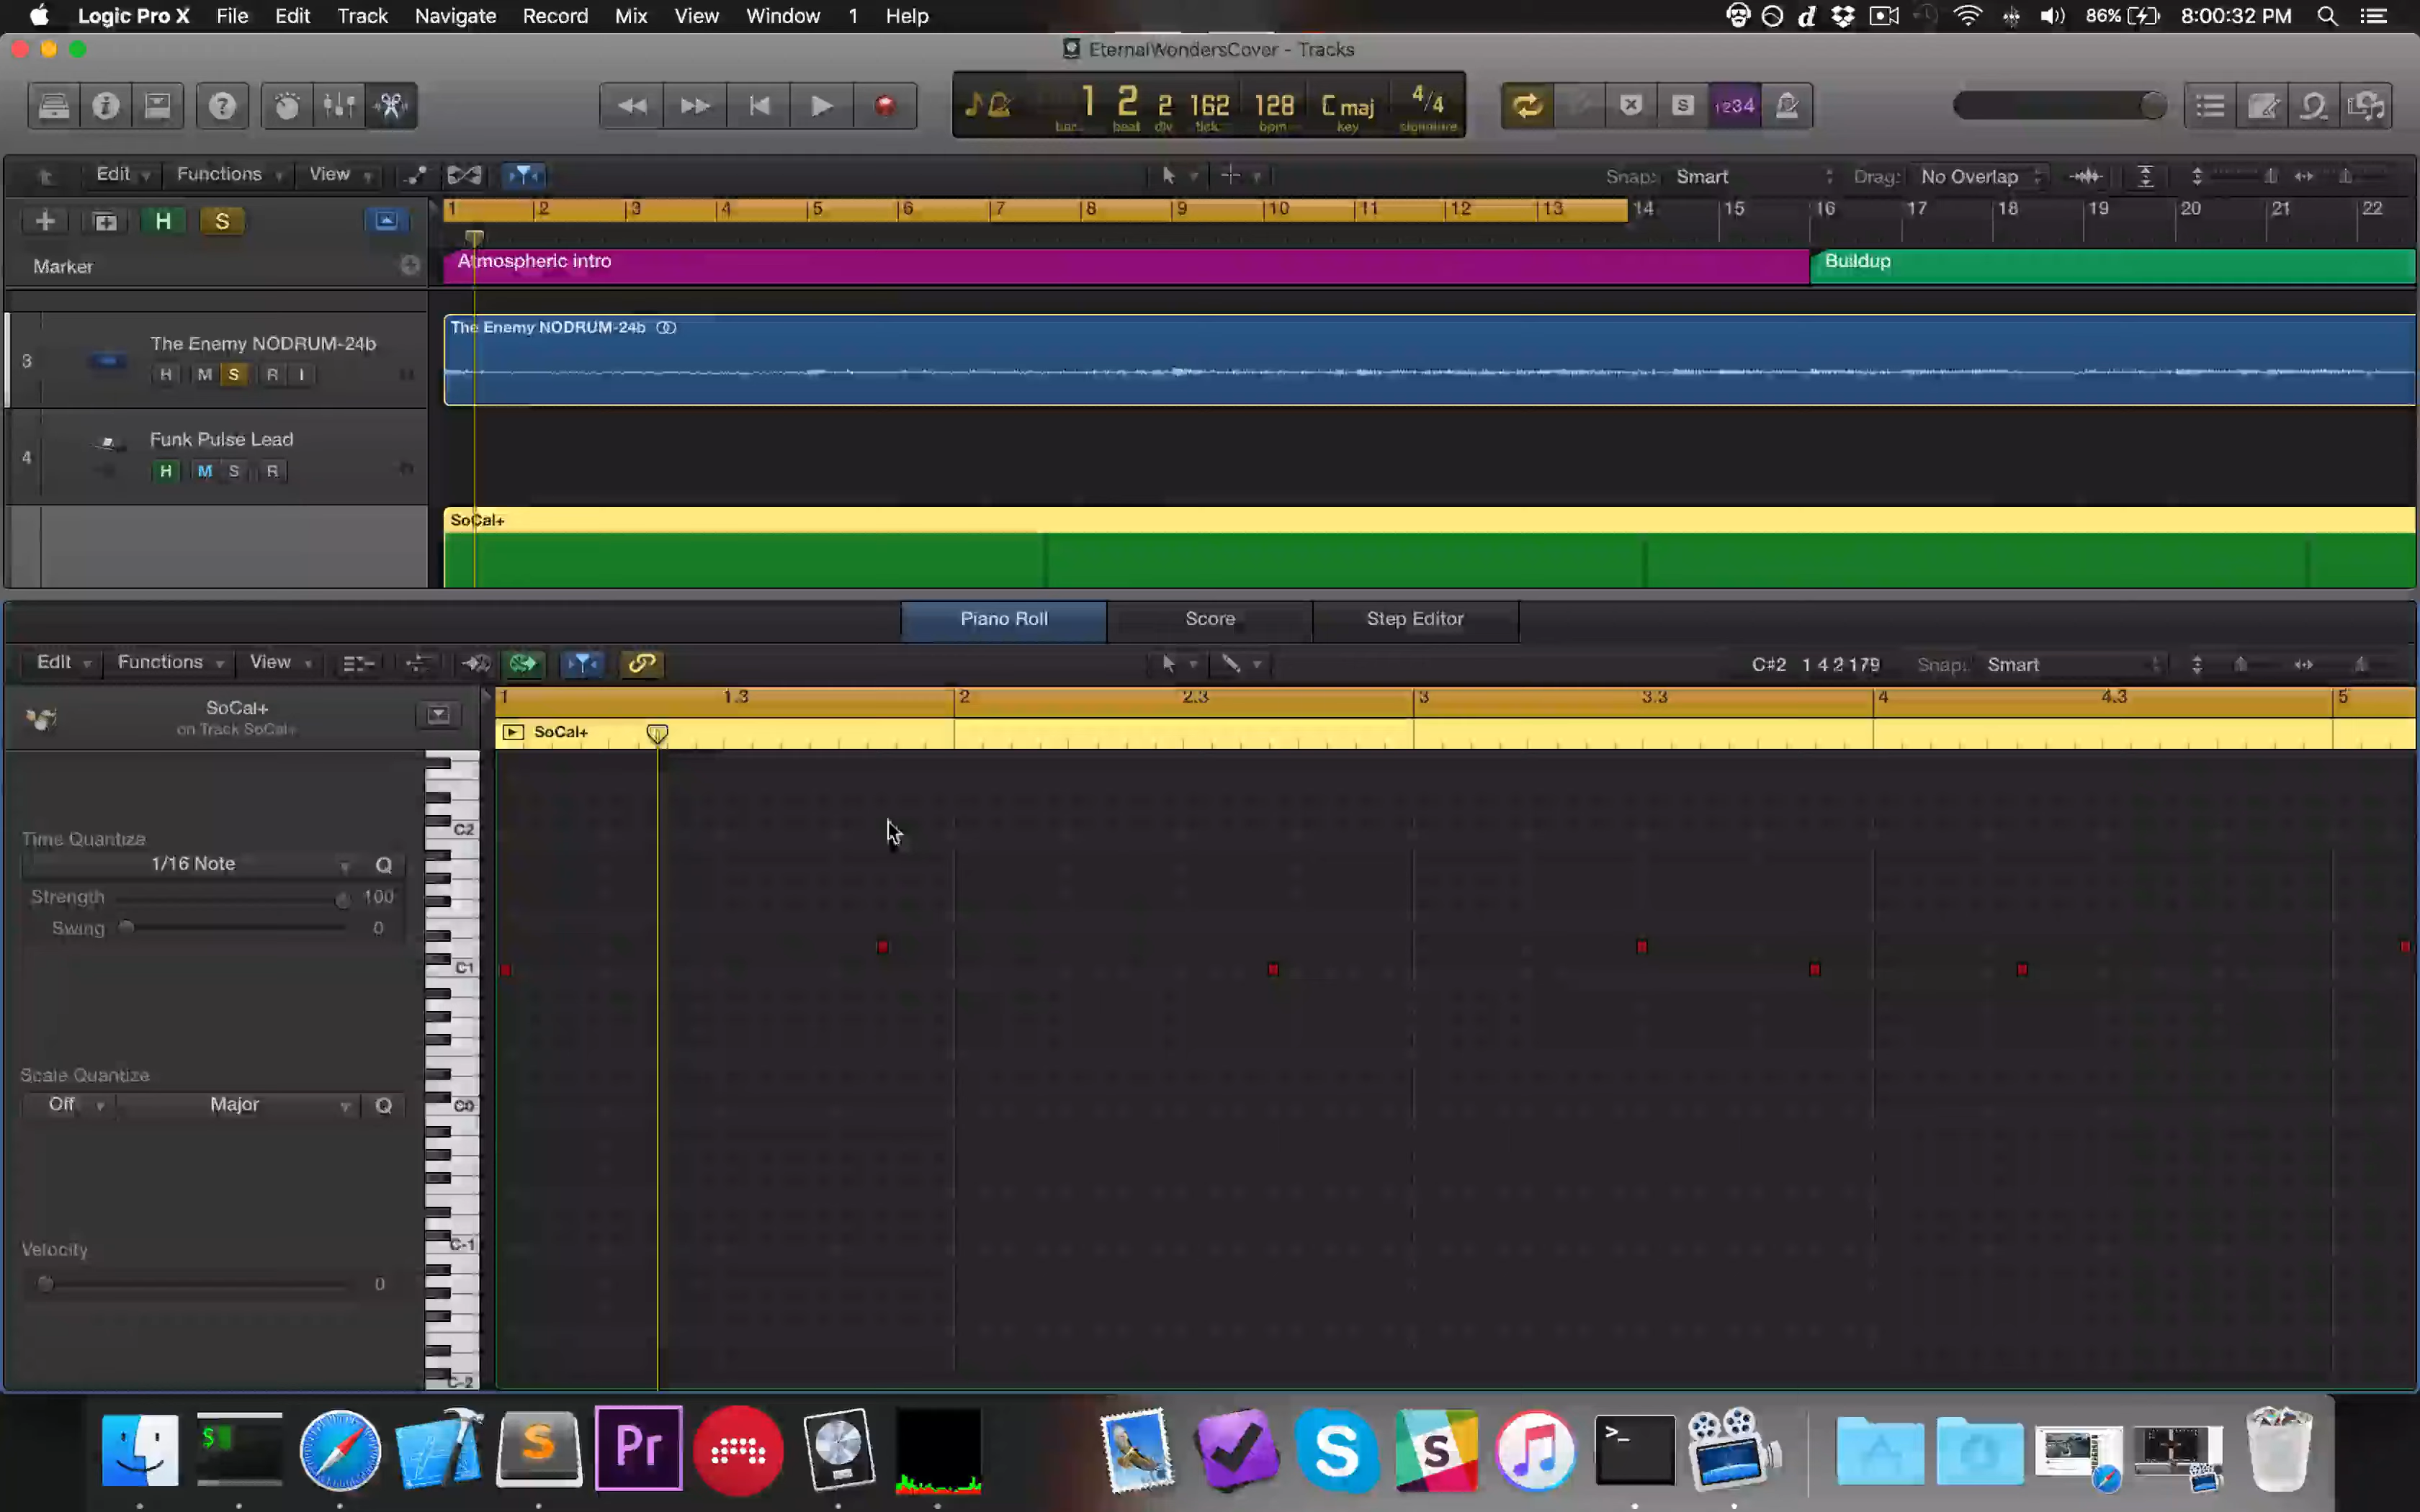 Logic Pro X File Edit Track Navigate Record Mix View Window 1 Help 86% 8:00:32 PM
EternalWondersCover - Tracks
1 2 2 162 128 C maj 4/4
bar beat div tick bpm key signature
S 1234
Edit Functions View Snap: Smart Drag: No Overlap
H S
1 2 3 4 5 6 7 8 9 10 11 12 13 14 15 16 17 18 19 20 21 22
Marker Atmospheric intro Buildup
The Enemy NODRUM-24b
3 The Enemy NODRUM-24b
H M S R I
Funk Pulse Lead
4
H M S R
SoCal+
Piano Roll Score Step Editor
Edit Functions View C#2 1 4 2 179 Snap: Smart
1 1.3 2 2.3 3 3.3 4 4.3 5
SoCal+
on Track SoCal+
SoCal+
C2
Time Quantize
1/16 Note Q
Strength 100
Swing 0
C1
Scale Quantize
Off Major Q
C0
C-1
Velocity
0
C-2
$ S Pr S S >_